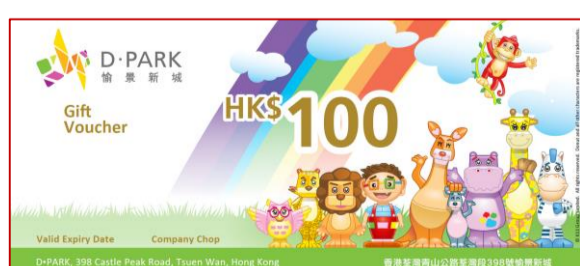 D·PARK
愉景新城
Gift
Voucher
HK$100
Valid Expiry Date
Company Chop
D•PARK, 398 Castle Peak Road, Tsuen Wan, Hong Kong
香港荃灣青山公路荃灣段398號愉景新城